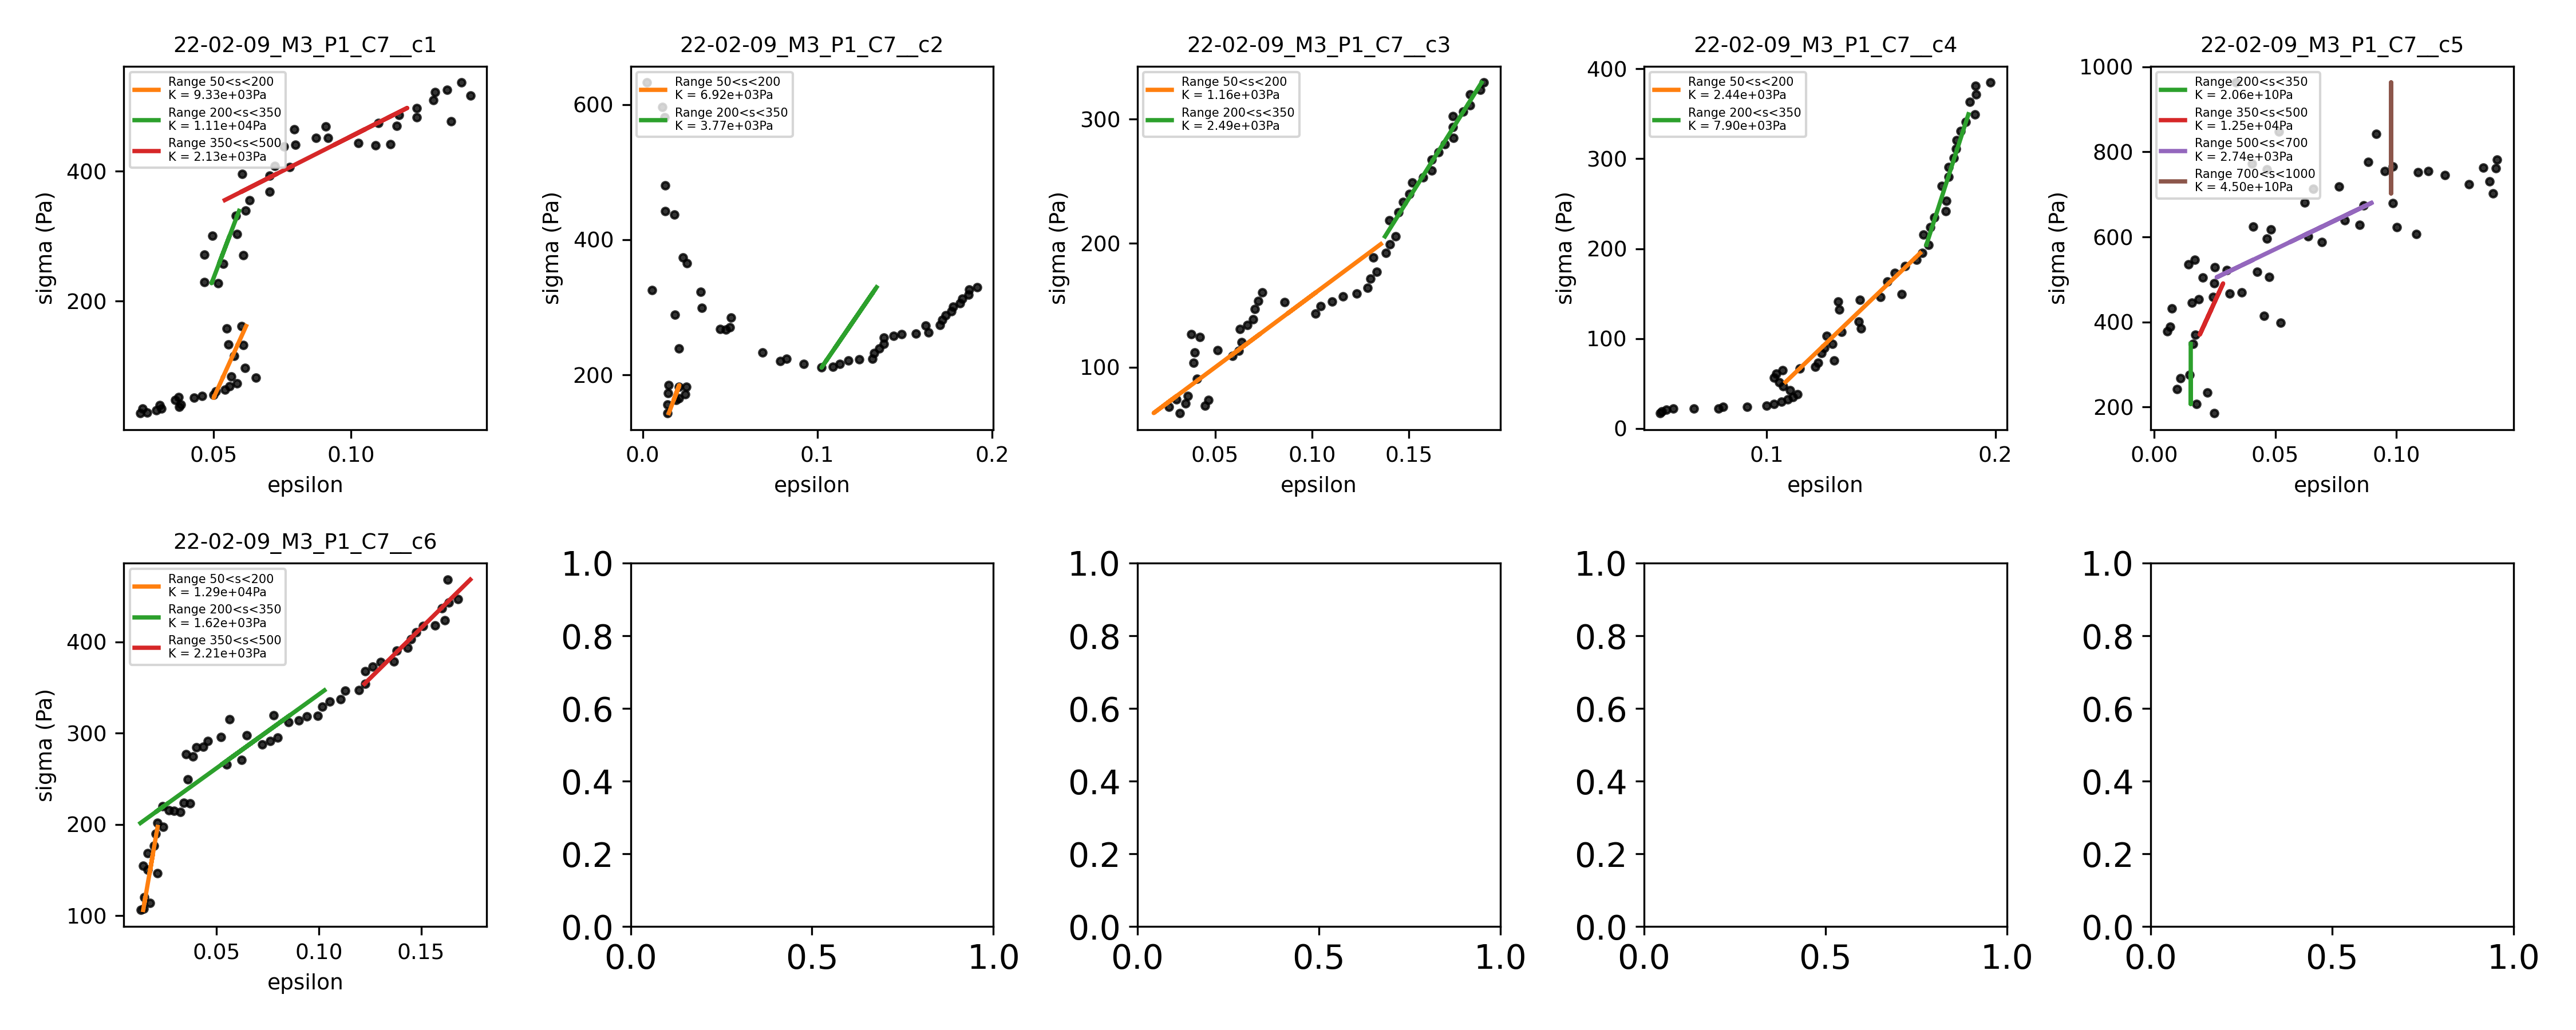 22-02-09_M3_P1_C7__c1
Range 50<s<200
K = 9.33e+03Pa
Range 200<s<350
K = 1.11e+04Pa
Range 350<s<500
K = 2.13e+03Pa
400
200
sigma (Pa)
0.05
0.10
epsilon
22-02-09_M3_P1_C7__c2
Range 50<s<200
K = 6.92e+03Pa
Range 200<s<350
K = 3.77e+03Pa
600
400
200
sigma (Pa)
0.0
0.1
0.2
epsilon
22-02-09_M3_P1_C7__c3
Range 50<s<200
K = 1.16e+03Pa
Range 200<s<350
K = 2.49e+03Pa
300
200
100
sigma (Pa)
0.05
0.10
0.15
epsilon
22-02-09_M3_P1_C7__c4
Range 50<s<200
K = 2.44e+03Pa
Range 200<s<350
K = 7.90e+03Pa
400
300
200
100
0
sigma (Pa)
0.1
0.2
epsilon
22-02-09_M3_P1_C7__c5
Range 200<s<350
K = 2.06e+10Pa
Range 350<s<500
K = 1.25e+04Pa
Range 500<s<700
K = 2.74e+03Pa
Range 700<s<1000
K = 4.50e+10Pa
1000
800
600
400
200
sigma (Pa)
0.00
0.05
0.10
epsilon
22-02-09_M3_P1_C7__c6
Range 50<s<200
K = 1.29e+04Pa
Range 200<s<350
K = 1.62e+03Pa
Range 350<s<500
K = 2.21e+03Pa
400
300
200
100
sigma (Pa)
0.05
0.10
0.15
epsilon
1.0
0.8
0.6
0.4
0.2
0.0
0.0
0.5
1.0
1.0
0.8
0.6
0.4
0.2
0.0
0.0
0.5
1.0
1.0
0.8
0.6
0.4
0.2
0.0
0.0
0.5
1.0
1.0
0.8
0.6
0.4
0.2
0.0
0.0
0.5
1.0